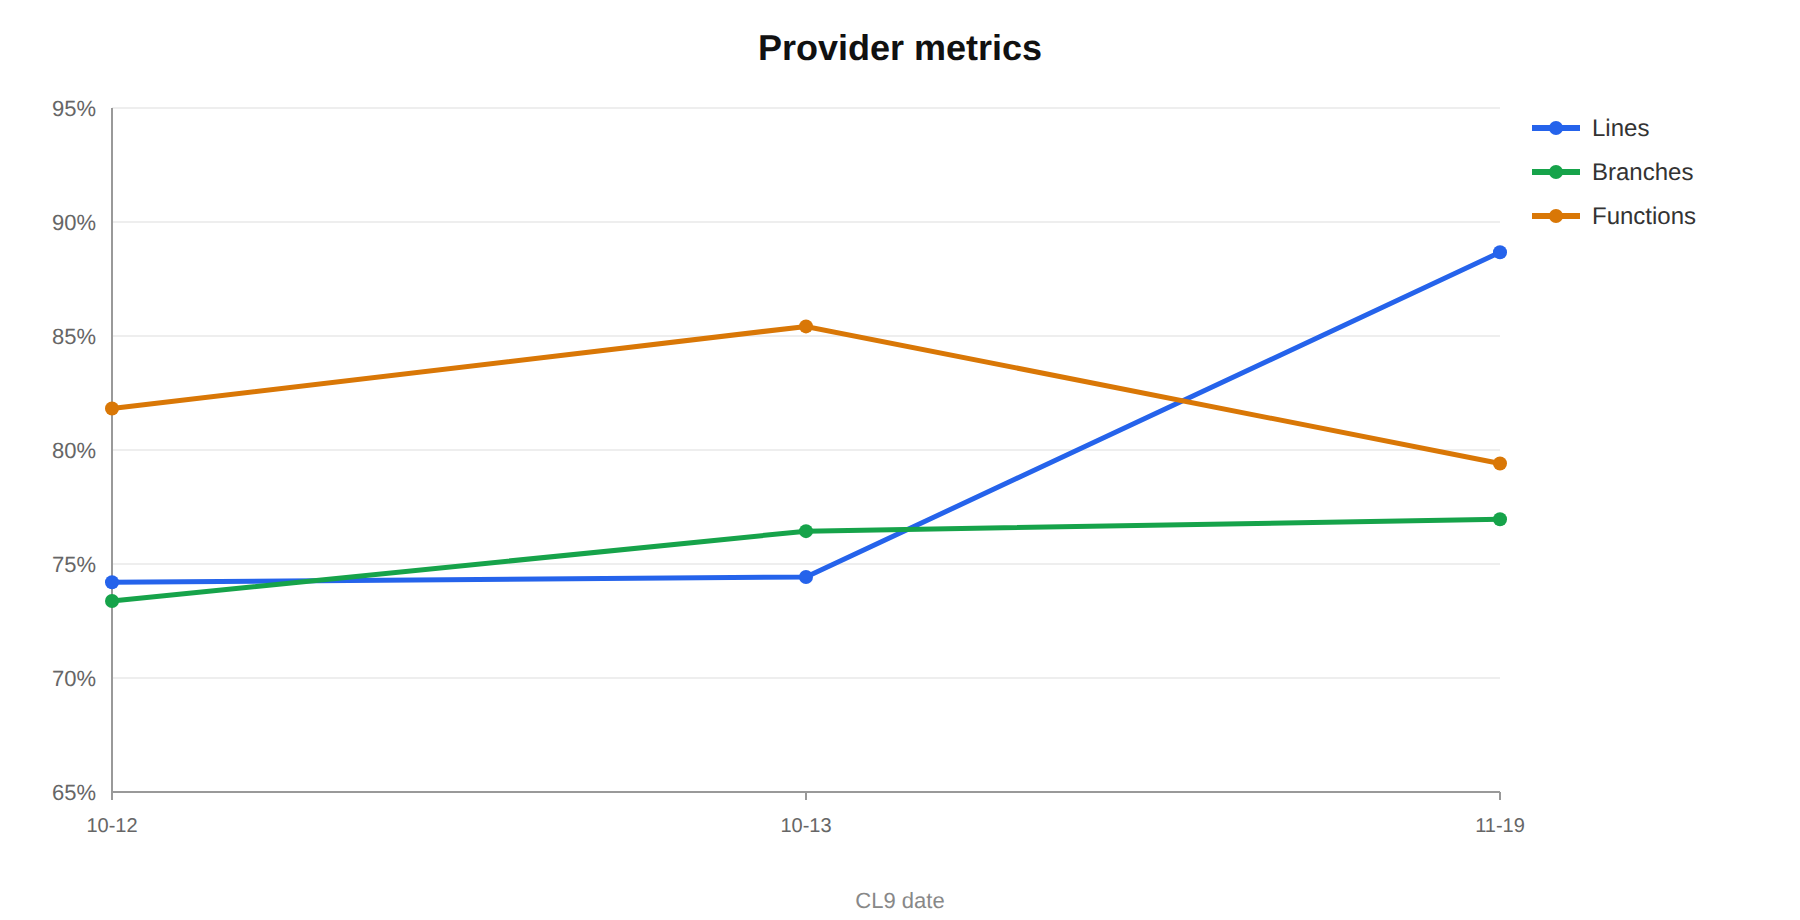 Provider metrics
95%
90%
85%
80%
75%
70%
65%
10-12
10-13
11-19
CL9 date
Lines
Branches
Functions